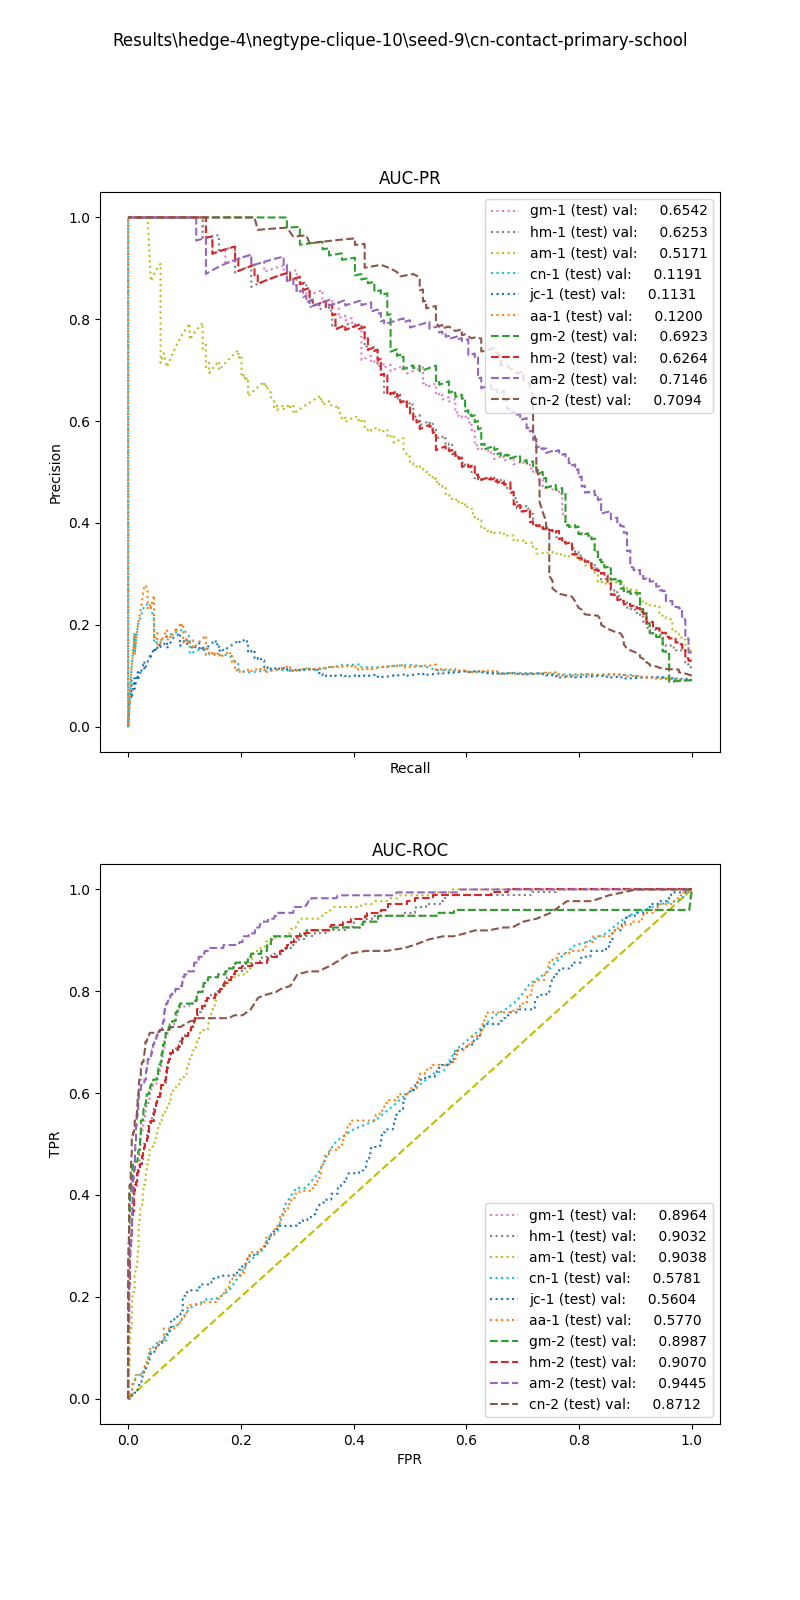 Results\hedge-4\negtype-clique-10\seed-9\cn-contact-primary-school
AUC-PR
1.0
0.8
0.6
0.4
0.2
0.0
Precision
Recall
gm-1 (test) val: 0.6542
hm-1 (test) val: 0.6253
am-1 (test) val: 0.5171
cn-1 (test) val: 0.1191
jc-1 (test) val: 0.1131
aa-1 (test) val: 0.1200
gm-2 (test) val: 0.6923
hm-2 (test) val: 0.6264
am-2 (test) val: 0.7146
cn-2 (test) val: 0.7094
AUC-ROC
1.0
0.8
0.6
0.4
0.2
0.0
TPR
gm-1 (test) val: 0.8964
hm-1 (test) val: 0.9032
am-1 (test) val: 0.9038
cn-1 (test) val: 0.5781
jc-1 (test) val: 0.5604
aa-1 (test) val: 0.5770
gm-2 (test) val: 0.8987
hm-2 (test) val: 0.9070
am-2 (test) val: 0.9445
cn-2 (test) val: 0.8712
0.0 0.2 0.4 0.6 0.8 1.0
FPR